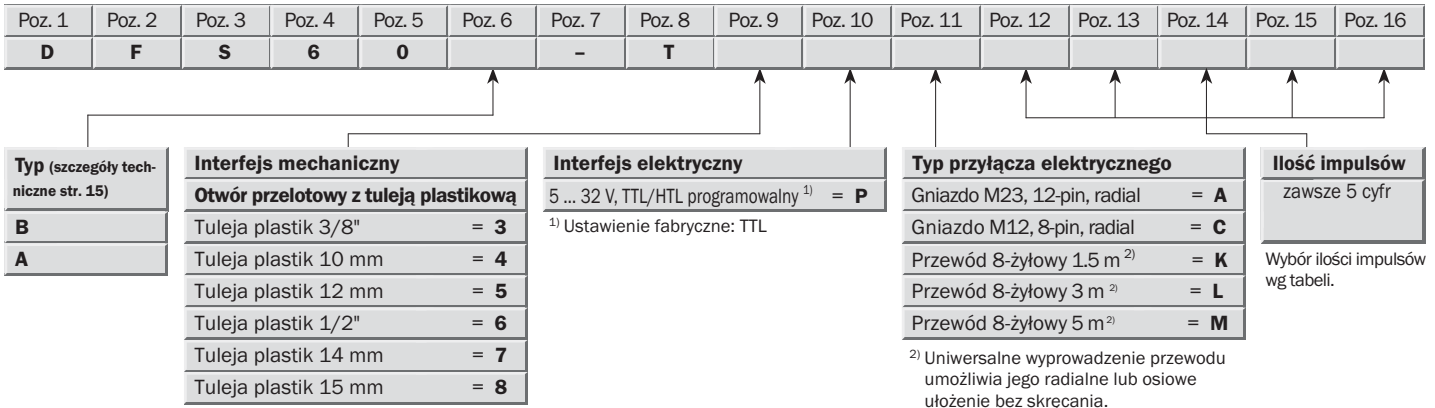 Poz. 1 Poz. 2 Poz. 3 Poz. 4 Poz. 5 Poz. 6 Poz. 7 Poz. 8 Poz. 9 Poz. 10 Poz. 11 Poz. 12 Poz. 13 Poz. 14 Poz. 15 Poz. 16
D F S 6 0 – T
Typ (szczegóły tech-
niczne str. 15)
B
A
Interfejs mechaniczny
Otwór przelotowy z tuleją plastikową
Tuleja plastik 3/8" = 3
Tuleja plastik 10 mm = 4
Tuleja plastik 12 mm = 5
Tuleja plastik 1/2" = 6
Tuleja plastik 14 mm = 7
Tuleja plastik 15 mm = 8
Interfejs elektryczny
5 ... 32 V, TTL/HTL programowalny 1) = P
1) Ustawienie fabryczne: TTL
Typ przyłącza elektrycznego
Gniazdo M23, 12-pin, radial = A
Gniazdo M12, 8-pin, radial = C
Przewód 8-żyłowy 1.5 m 2) = K
Przewód 8-żyłowy 3 m 2) = L
Przewód 8-żyłowy 5 m 2) = M
2) Uniwersalne wyprowadzenie przewodu
umożliwia jego radialne lub osiowe
ułożenie bez skręcania.
Ilość impulsów
zawsze 5 cyfr
Wybór ilości impulsów
wg tabeli.